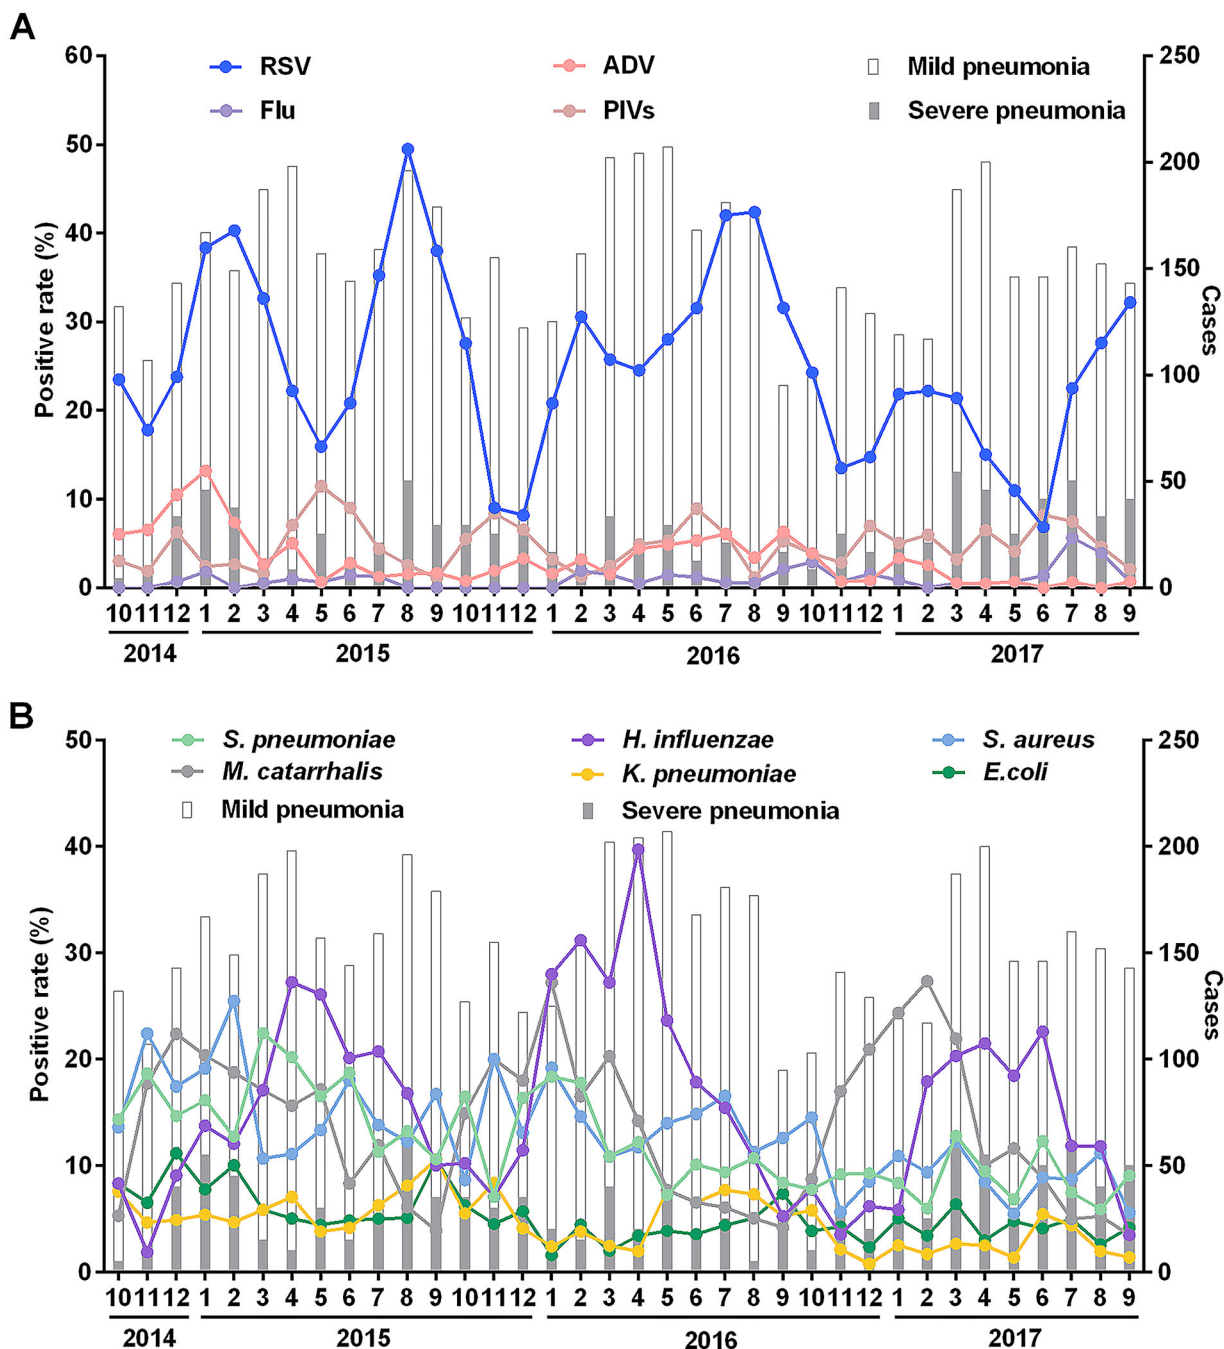 A
60 250
RSV ADV Mild pneumonia
Flu PIVs Severe pneumonia
50
200
40
150
30
100
20
50
10
0 0
Positive rate (%)
Cases
10 11 12 1 2 3 4 5 6 7 8 9 10 11 12 1 2 3 4 5 6 7 8 9 10 11 12 1 2 3 4 5 6 7 8 9
2014 2015 2016 2017
B
50 250
S. pneumoniae H. influenzae S. aureus
M. catarrhalis K. pneumoniae E.coli
Mild pneumonia Severe pneumonia
40 200
30 150
20 100
10 50
0 0
Positive rate (%)
Cases
10 11 12 1 2 3 4 5 6 7 8 9 10 11 12 1 2 3 4 5 6 7 8 9 10 11 12 1 2 3 4 5 6 7 8 9
2014 2015 2016 2017